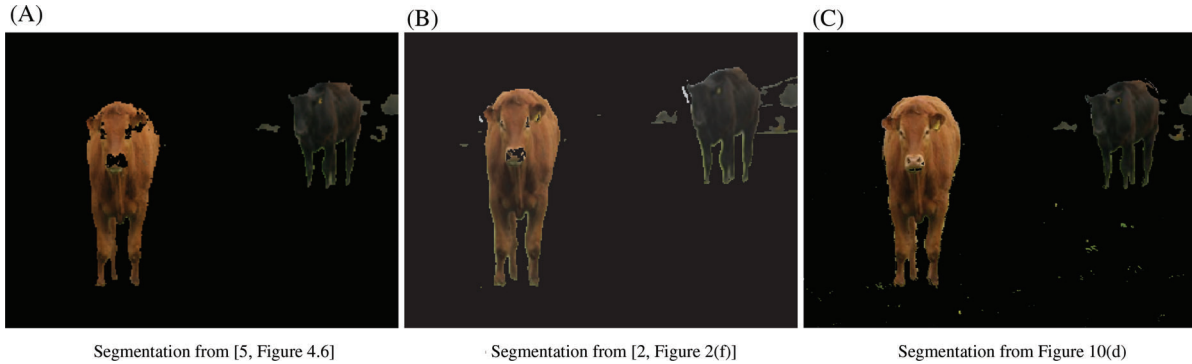 (A)
(B)
(C)
Segmentation from [5, Figure 4.6]
Segmentation from [2, Figure 2(f)]
Segmentation from Figure 10(d)